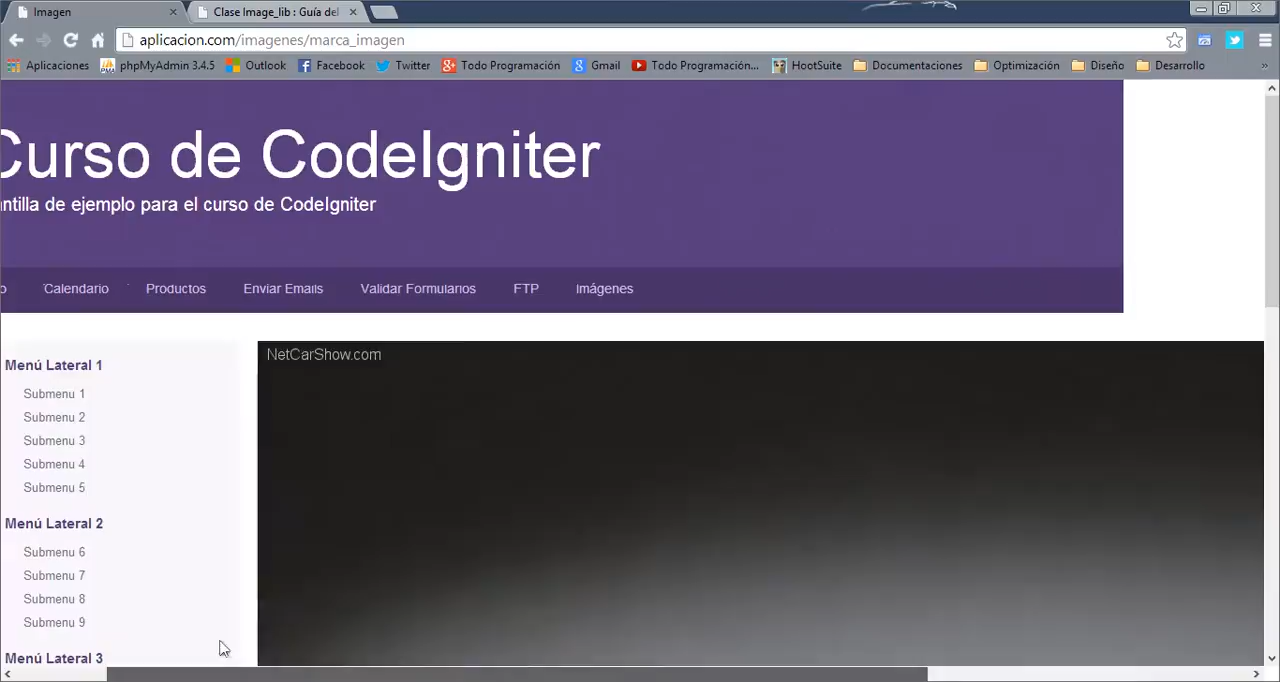 Imagen
Clase Image_lib : Guía del
aplicacion.com/imagenes/marca_imagen
Aplicaciones phpMyAdmin 3.4.5 Outlook Facebook Twitter Todo Programación Gmail Todo Programación... HootSuite Documentaciones Optimización Diseño Desarrollo »
Curso de CodeIgniter
ntilla de ejemplo para el curso de CodeIgniter
o Calendario Productos Enviar Emails Validar Formularios FTP Imágenes
Menú Lateral 1
Submenu 1
Submenu 2
Submenu 3
Submenu 4
Submenu 5
Menú Lateral 2
Submenu 6
Submenu 7
Submenu 8
Submenu 9
Menú Lateral 3
NetCarShow.com